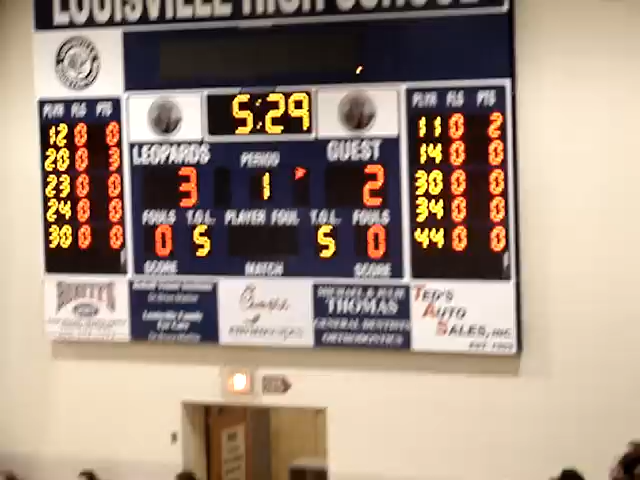 LOUISVILLE HIGH SCHOOL
5:29
PLYR FLS PTS
12 0 0
20 0 3
23 0 0
24 0 0
30 0 0
LEOPARDS PERIOD GUEST
3 1 2
FOULS T.O.L. PLAYER FOUL T.O.L. FOULS
0 5 5 0
SCORE MATCH SCORE
PLYR FLS PTS
11 0 2
14 0 0
30 0 0
34 0 0
44 0 0
THOMAS
GENERAL DENTISTRY
ORTHODONTICS
TED'S
AUTO
SALES, INC.